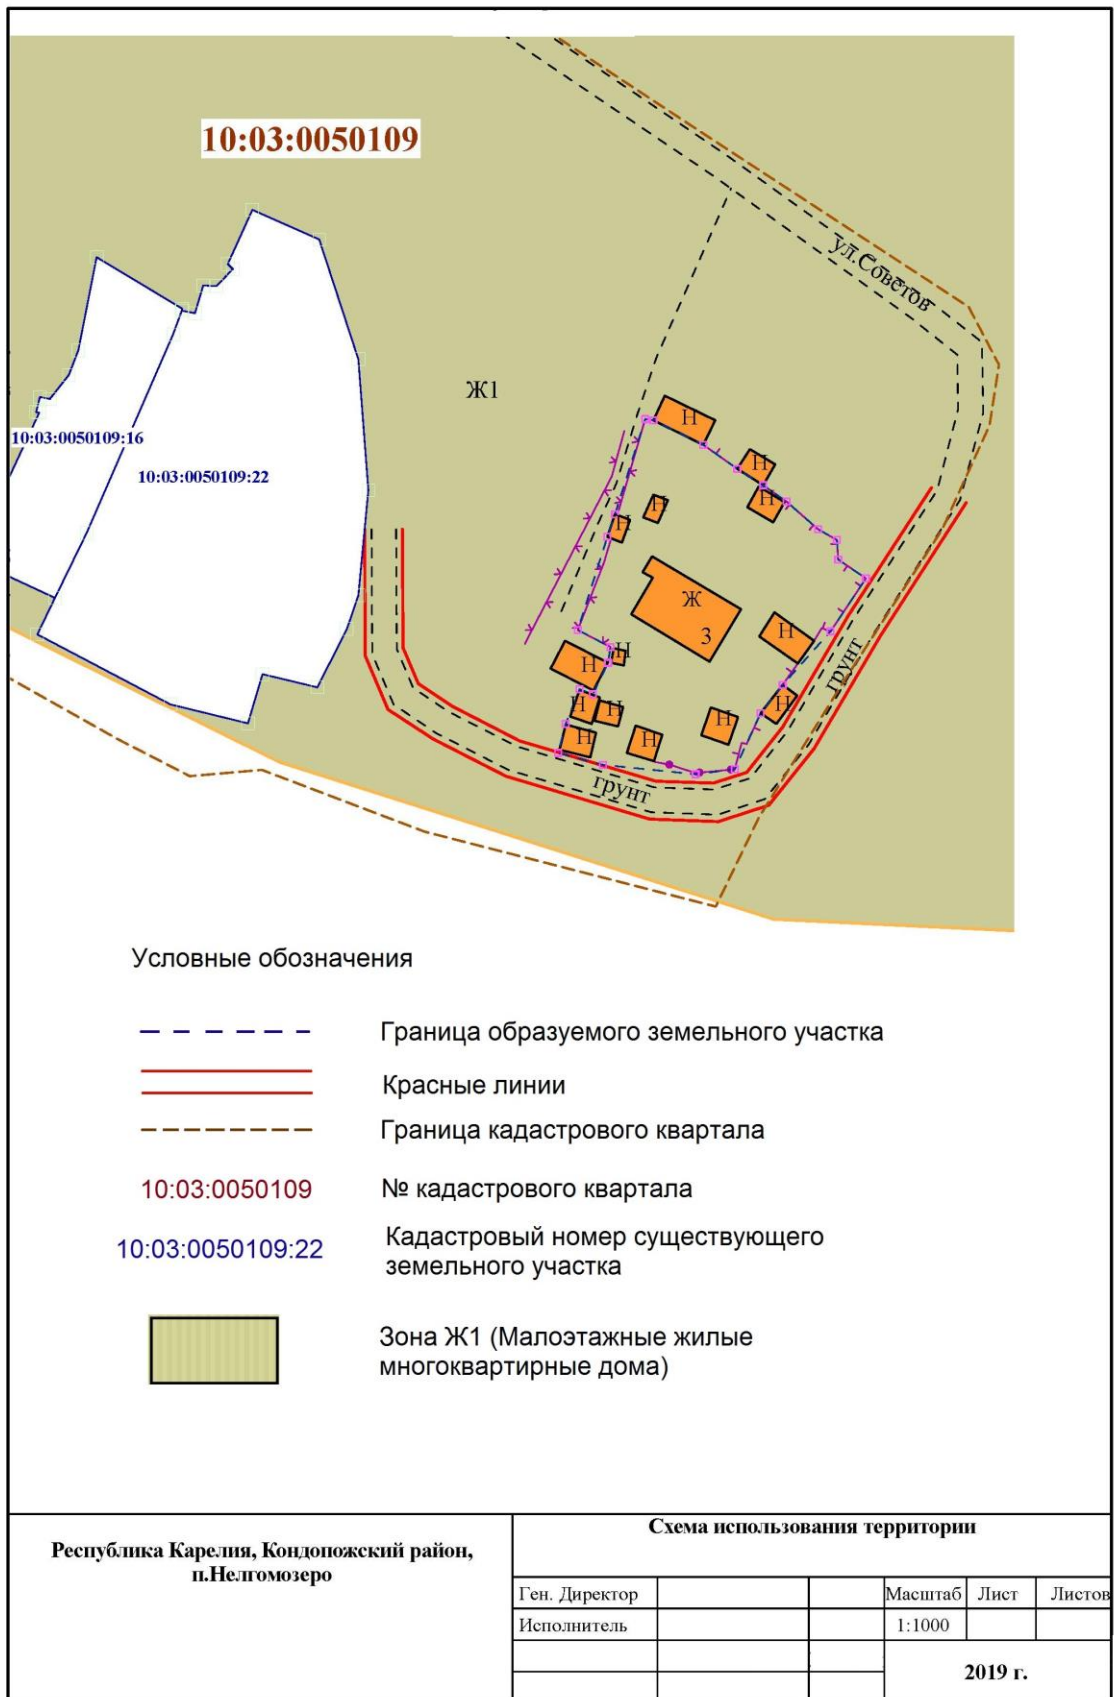 10:03:0050109
ул.Советов
Ж1
10:03:0050109:16
10:03:0050109:22
Н
Н
Н
Н
Н
Ж
3
Н
Н
Н
Н
Н
Н
Н
Н
Н
грунт
грунт
Условные обозначения
Граница образуемого земельного участка
Красные линии
Граница кадастрового квартала
10:03:0050109
№ кадастрового квартала
10:03:0050109:22
Кадастровый номер существующего
земельного участка
Зона Ж1 (Малоэтажные жилые
многоквартирные дома)
Республика Карелия, Кондопожский район,
п.Нелгомозеро
Схема использования территории
Ген. Директор
Масштаб
Лист
Листов
Исполнитель
1:1000
2019 г.